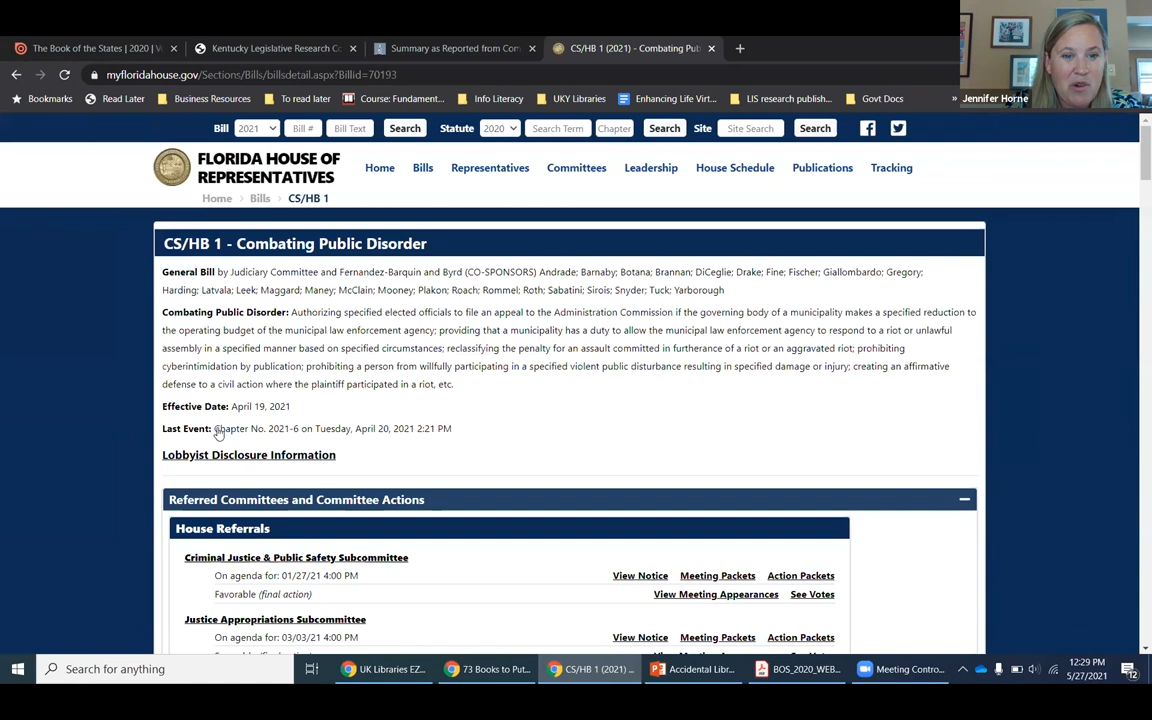 The Book of the States | 2020 | V
Kentucky Legislative Research Co
Summary as Reported from Com
CS/HB 1 (2021) - Combating Pub
myfloridahouse.gov/Sections/Bills/billsdetail.aspx?BillId=70193
Bookmarks Read Later Business Resources To read later Course: Fundament... Info Literacy UKY Libraries Enhancing Life Virt... LIS research publish... Govt Docs »
Jennifer Horne
Bill 2021 Bill # Bill Text Search Statute 2020 Search Term Chapter Search Site Site Search Search
FLORIDA HOUSE OF
REPRESENTATIVES
Home Bills Representatives Committees Leadership House Schedule Publications Tracking
Home > Bills > CS/HB 1
CS/HB 1 - Combating Public Disorder
General Bill by Judiciary Committee and Fernandez-Barquin and Byrd (CO-SPONSORS) Andrade; Barnaby; Botana; Brannan; DiCeglie; Drake; Fine; Fischer; Giallombardo; Gregory;
Harding; Latvala; Leek; Maggard; Maney; McClain; Mooney; Plakon; Roach; Rommel; Roth; Sabatini; Sirois; Snyder; Tuck; Yarborough
Combating Public Disorder: Authorizing specified elected officials to file an appeal to the Administration Commission if the governing body of a municipality makes a specified reduction to
the operating budget of the municipal law enforcement agency; providing that a municipality has a duty to allow the municipal law enforcement agency to respond to a riot or unlawful
assembly in a specified manner based on specified circumstances; reclassifying the penalty for an assault committed in furtherance of a riot or an aggravated riot; prohibiting
cyberintimidation by publication; prohibiting a person from willfully participating in a specified violent public disturbance resulting in specified damage or injury; creating an affirmative
defense to a civil action where the plaintiff participated in a riot, etc.
Effective Date: April 19, 2021
Last Event: Chapter No. 2021-6 on Tuesday, April 20, 2021 2:21 PM
Lobbyist Disclosure Information
Referred Committees and Committee Actions
House Referrals
Criminal Justice & Public Safety Subcommittee
On agenda for: 01/27/21 4:00 PM View Notice Meeting Packets Action Packets
Favorable (final action) View Meeting Appearances See Votes
Justice Appropriations Subcommittee
On agenda for: 03/03/21 4:00 PM View Notice Meeting Packets Action Packets
Search for anything UK Libraries EZ... 73 Books to Put... CS/HB 1 (2021) ... Accidental Libr... BOS_2020_WEB... Meeting Contro... 12:29 PM
5/27/2021 12